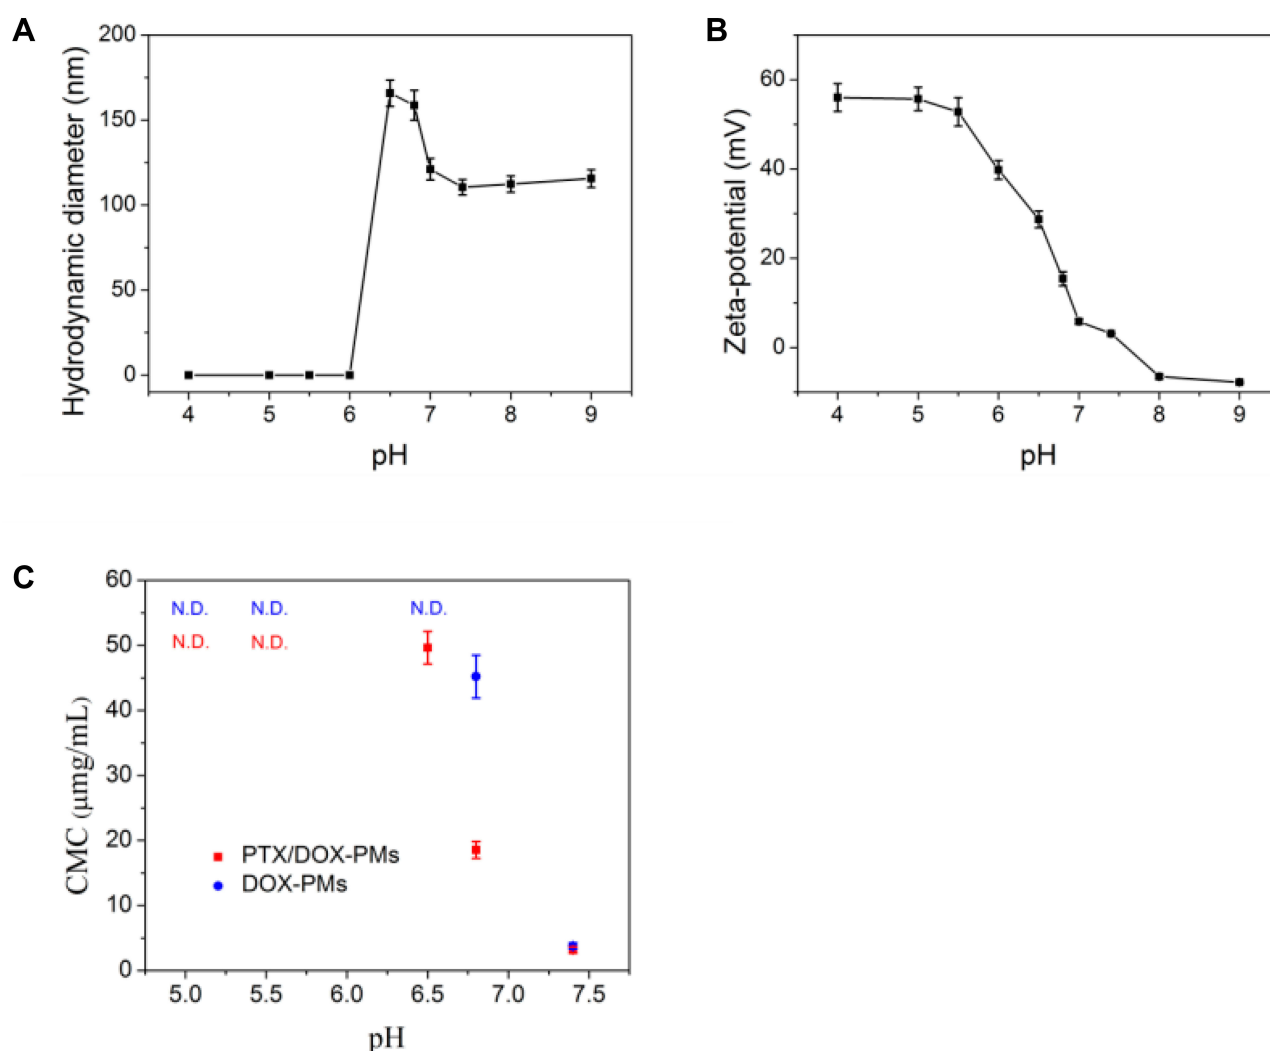 A
B
200
150
100
50
0
Hydrodynamic diameter (nm)
4 5 6 7 8 9
pH
60
40
20
0
Zeta-potential (mV)
4 5 6 7 8 9
pH
C
60
50
40
30
20
10
0
CMC (μmg/mL)
N.D. N.D. N.D.
N.D. N.D.
PTX/DOX-PMs
DOX-PMs
5.0 5.5 6.0 6.5 7.0 7.5
pH